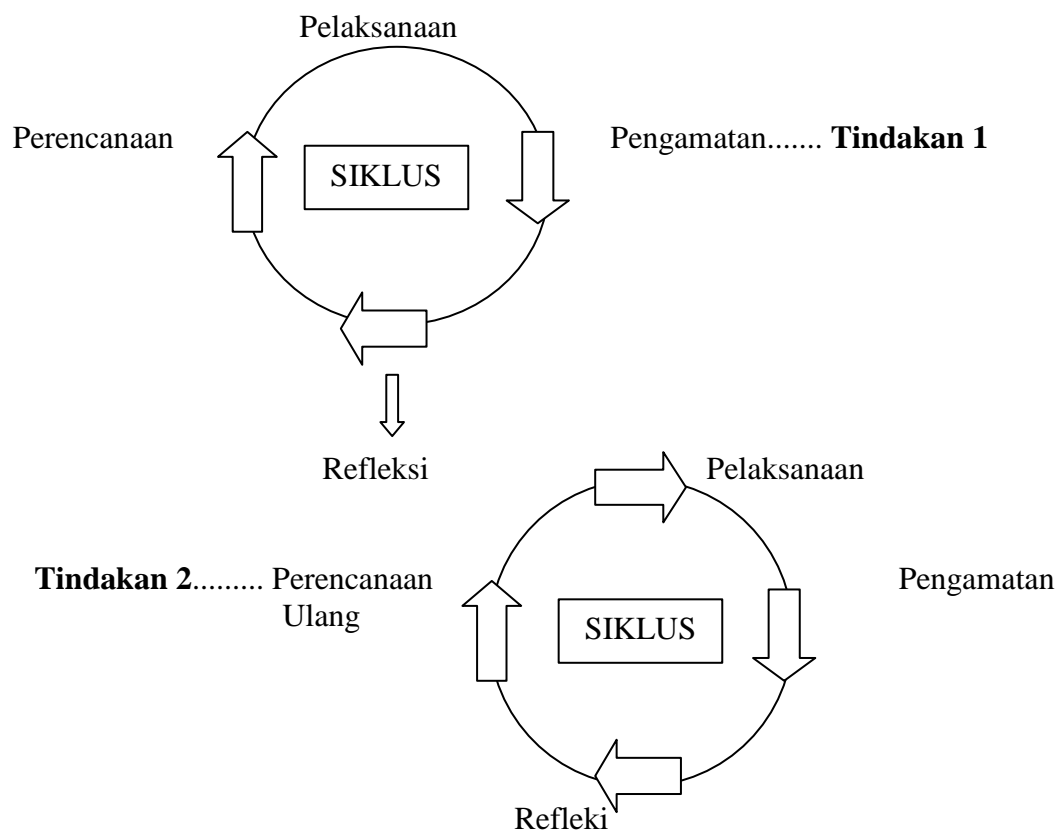 Pelaksanaan
Perencanaan
Pengamatan....... Tindakan 1
SIKLUS
Refleksi
Pelaksanaan
Tindakan 2......... Perencanaan
Ulang
Pengamatan
SIKLUS
Refleki